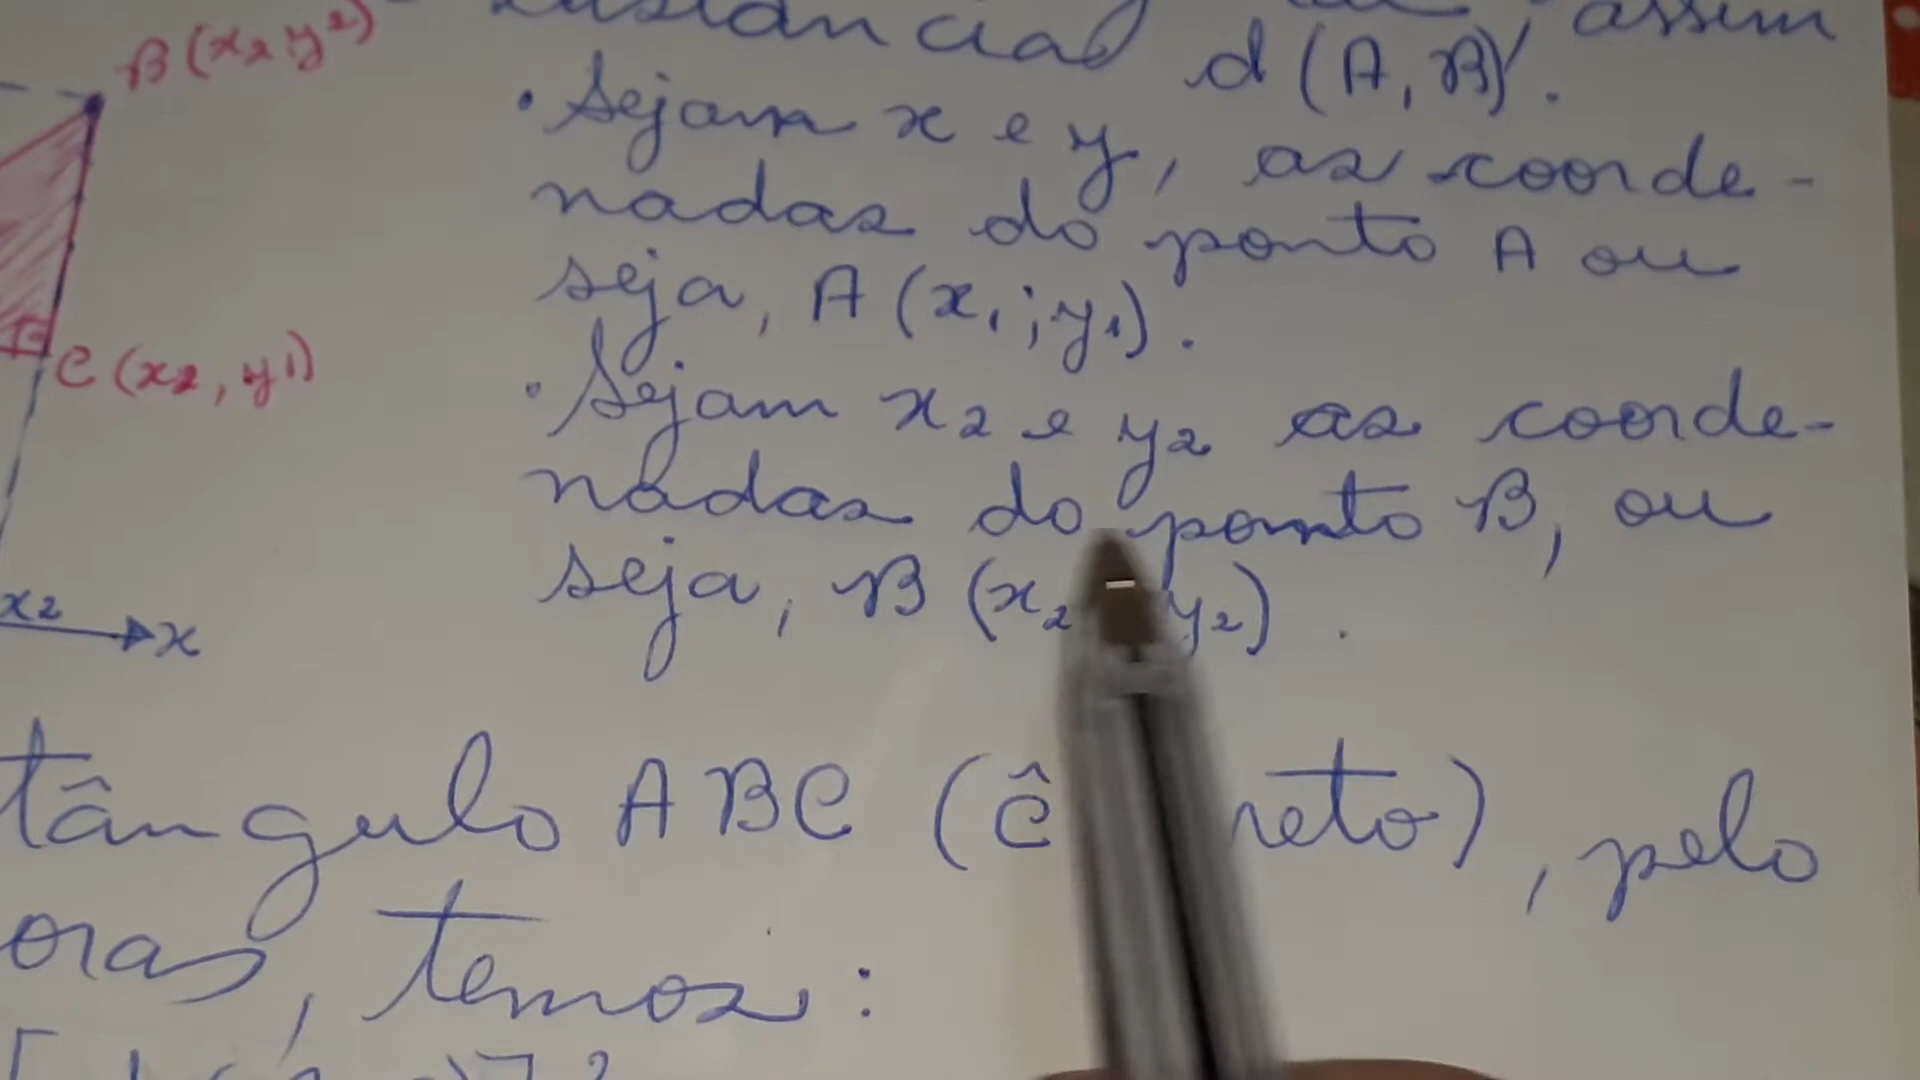 B (x2, y2)
assim
d (A, B).
• Sejam x e y, as coorde-
nadas do ponto A ou
seja, A (x1; y1).
C (x2, y1)
• Sejam x2 e y2 as coorde-
nadas do ponto B, ou
seja, B (x2 y2).
x2
x
tângulo ABC (ĉ reto), pelo
oras, temos: